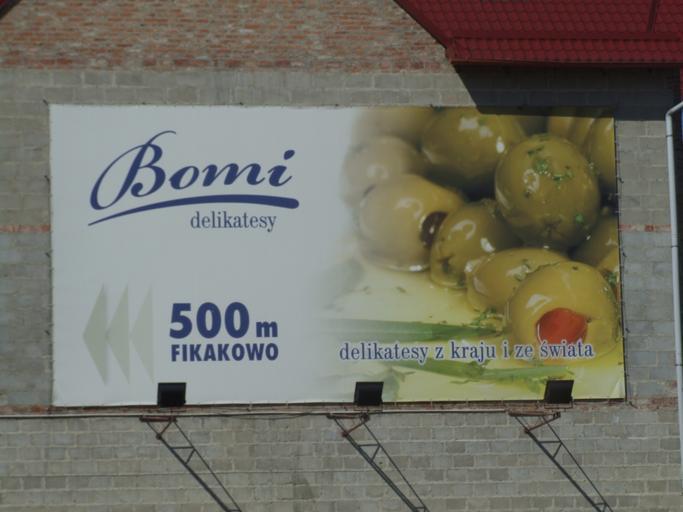 Bomi
delikatesy
500 m
FIKAKOWO
delikatesy z kraju i ze świata